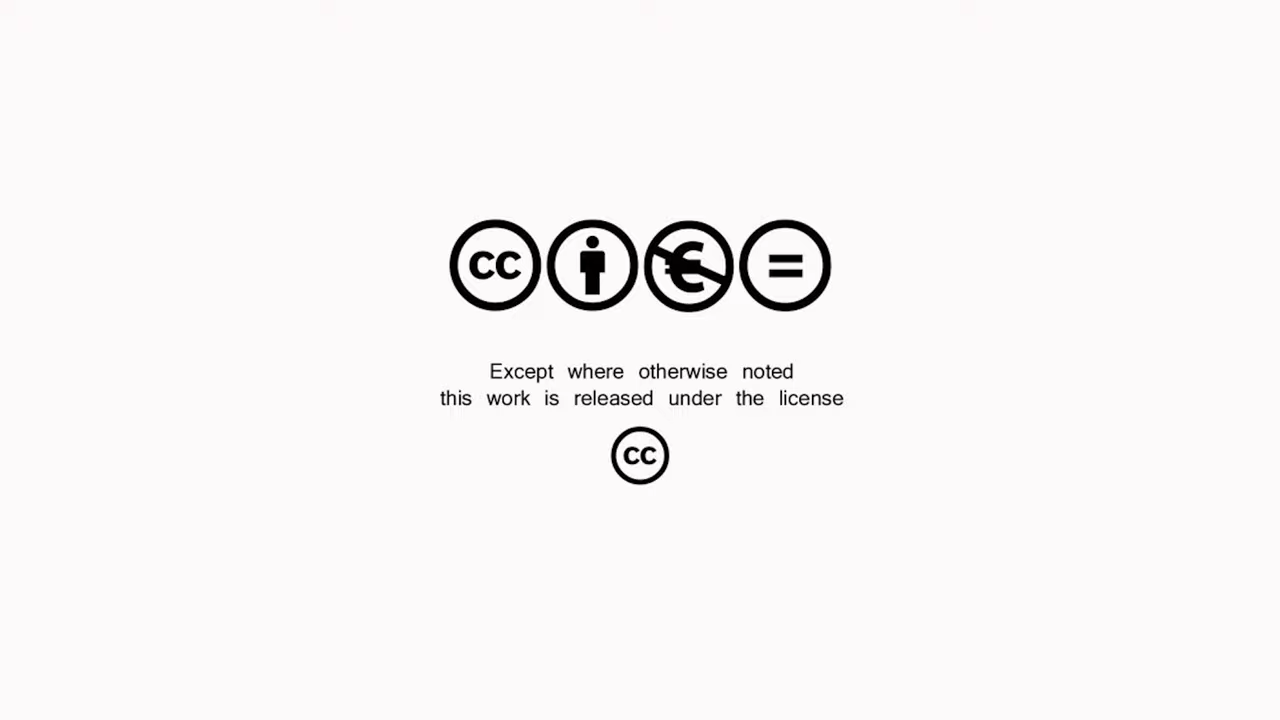 cc € =
Except where otherwise noted
this work is released under the license
cc